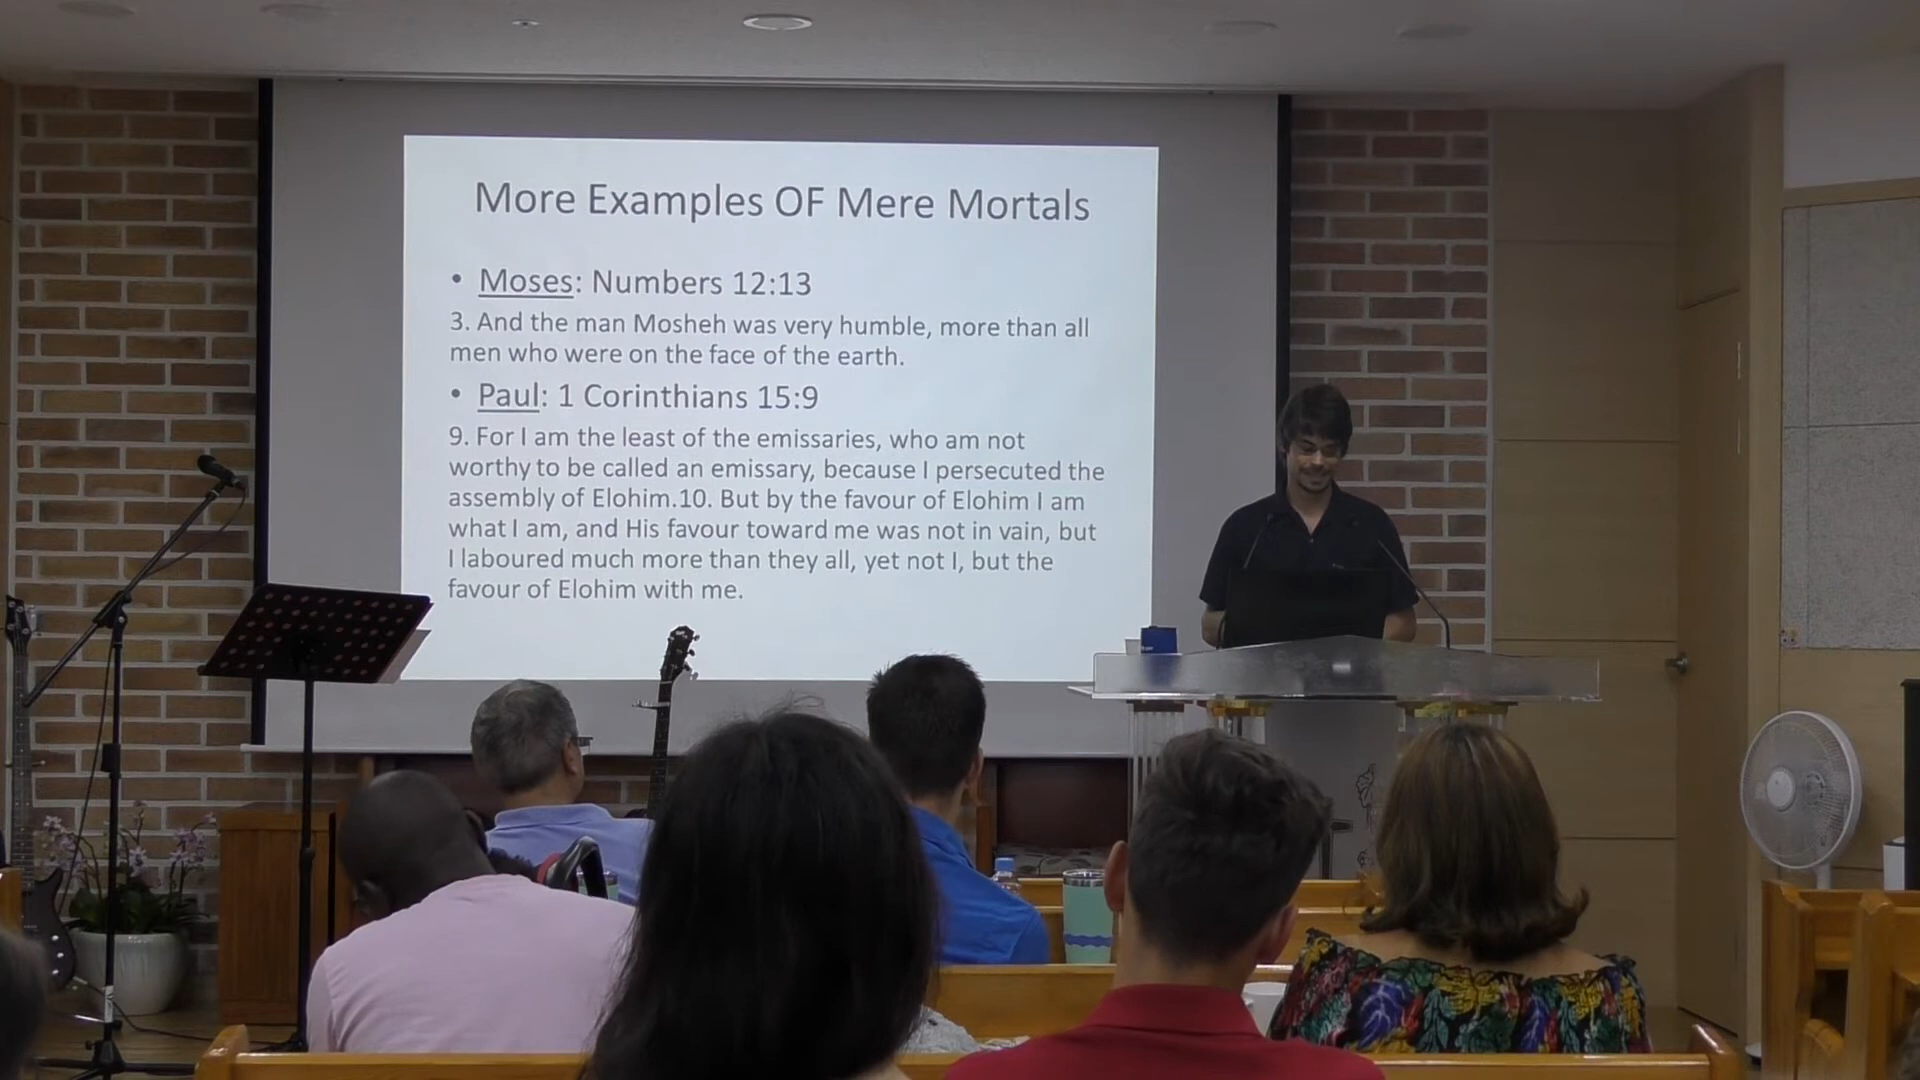 More Examples OF Mere Mortals
• Moses: Numbers 12:13
3. And the man Mosheh was very humble, more than all
men who were on the face of the earth.
• Paul: 1 Corinthians 15:9
9. For I am the least of the emissaries, who am not
worthy to be called an emissary, because I persecuted the
assembly of Elohim.10. But by the favour of Elohim I am
what I am, and His favour toward me was not in vain, but
I laboured much more than they all, yet not I, but the
favour of Elohim with me.